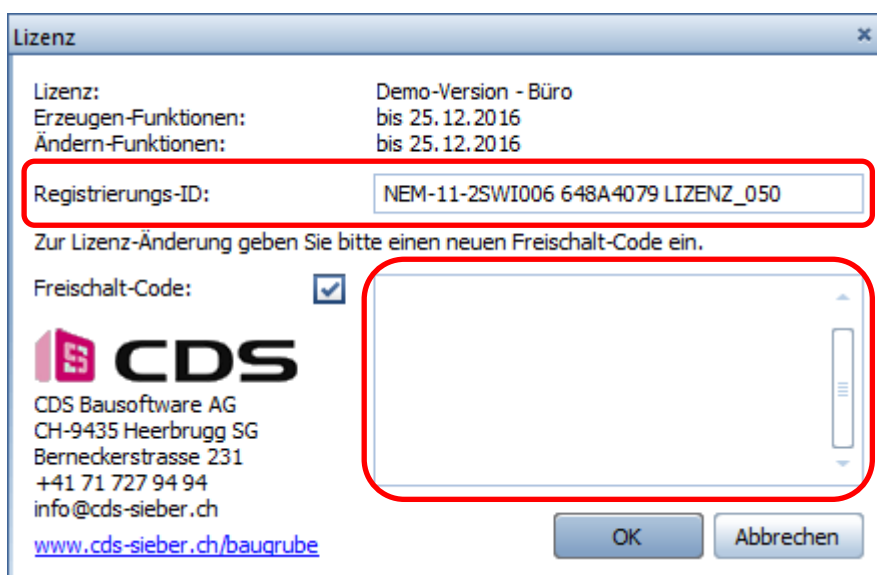 Lizenz
Lizenz: Demo-Version - Büro
Erzeugen-Funktionen: bis 25.12.2016
Ändern-Funktionen: bis 25.12.2016
Registrierungs-ID: NEM-11-2SWI006 648A4079 LIZENZ_050
Zur Lizenz-Änderung geben Sie bitte einen neuen Freischalt-Code ein.
Freischalt-Code:
CDS
CDS Bausoftware AG
CH-9435 Heerbrugg SG
Berneckerstrasse 231
+41 71 727 94 94
info@cds-sieber.ch
www.cds-sieber.ch/baugrube
OK Abbrechen